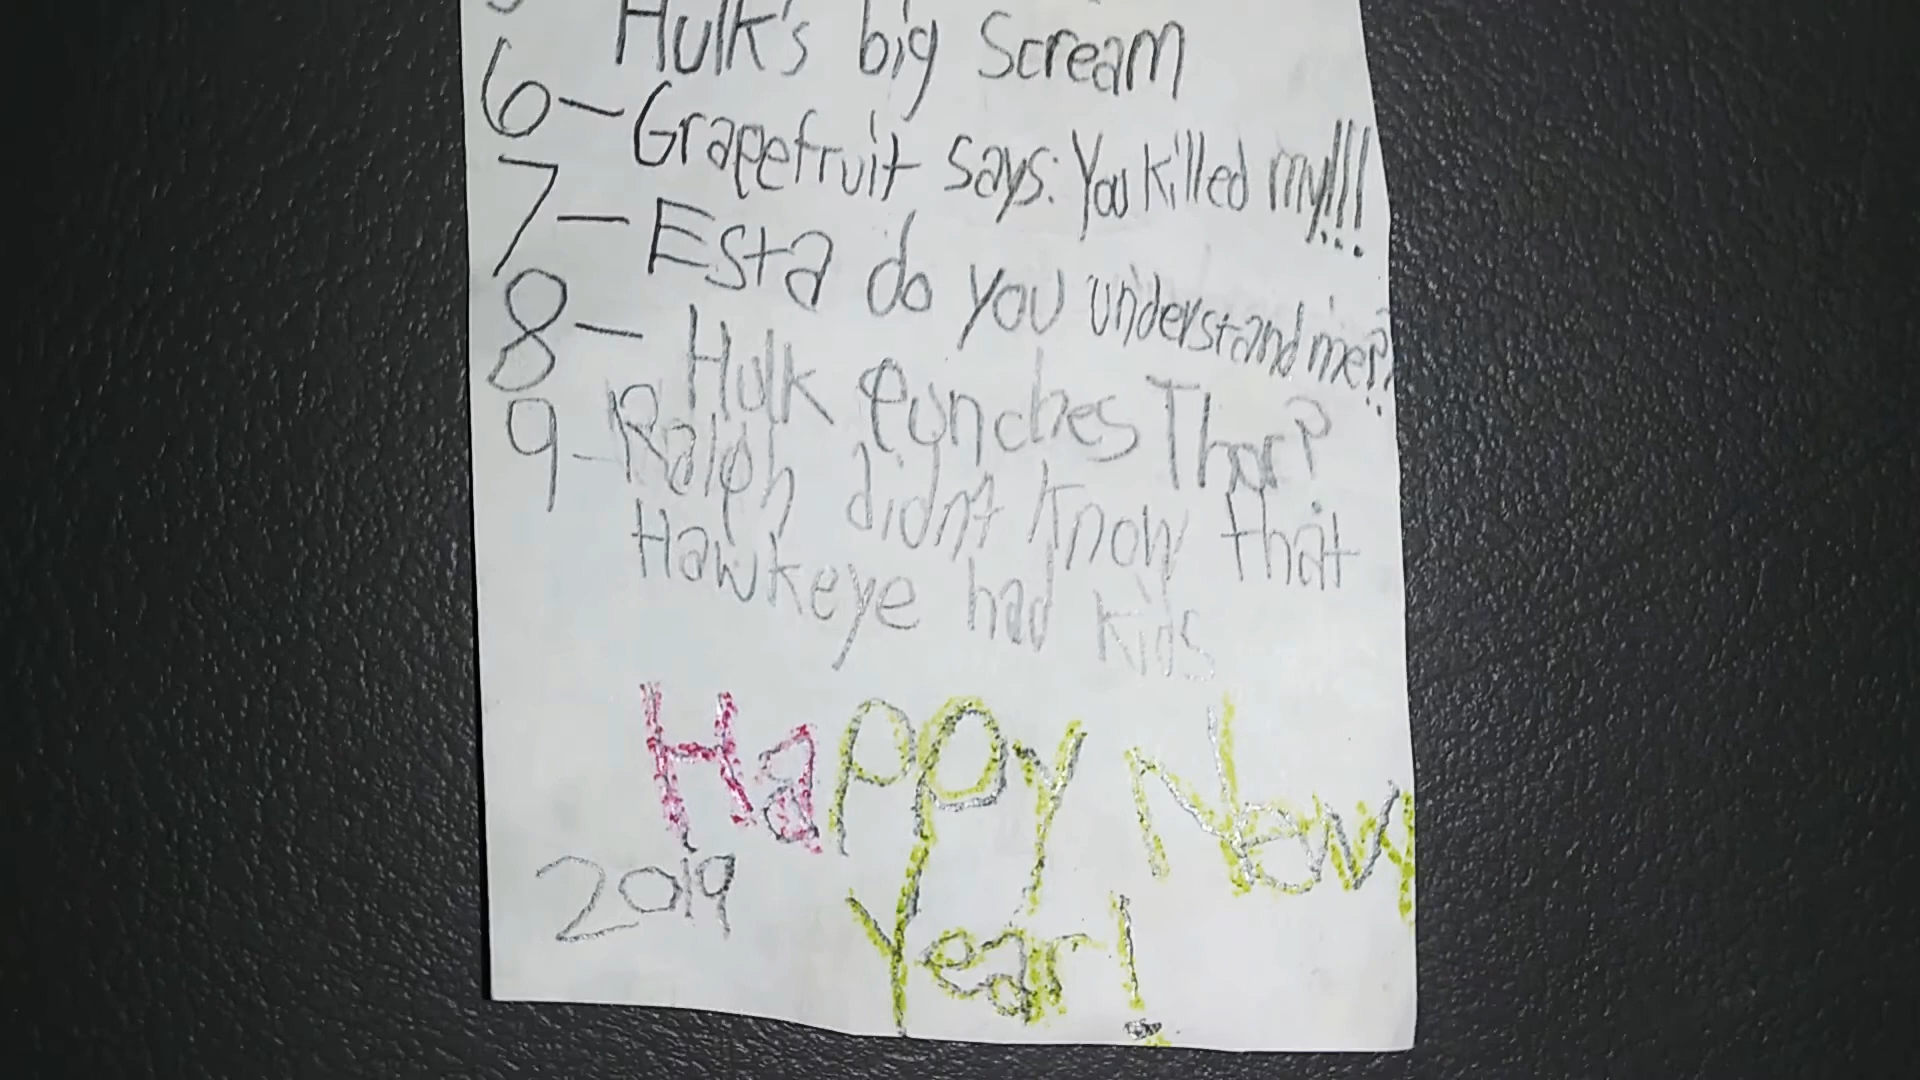 Hulk's big Scream
6- Grapefruit says: You killed my!!!
7- Esta do you understand me??
8- Hulk punches Thor?
9- Ralph didnt know that
Hawkeye had kids
Happy New
2019
Year!